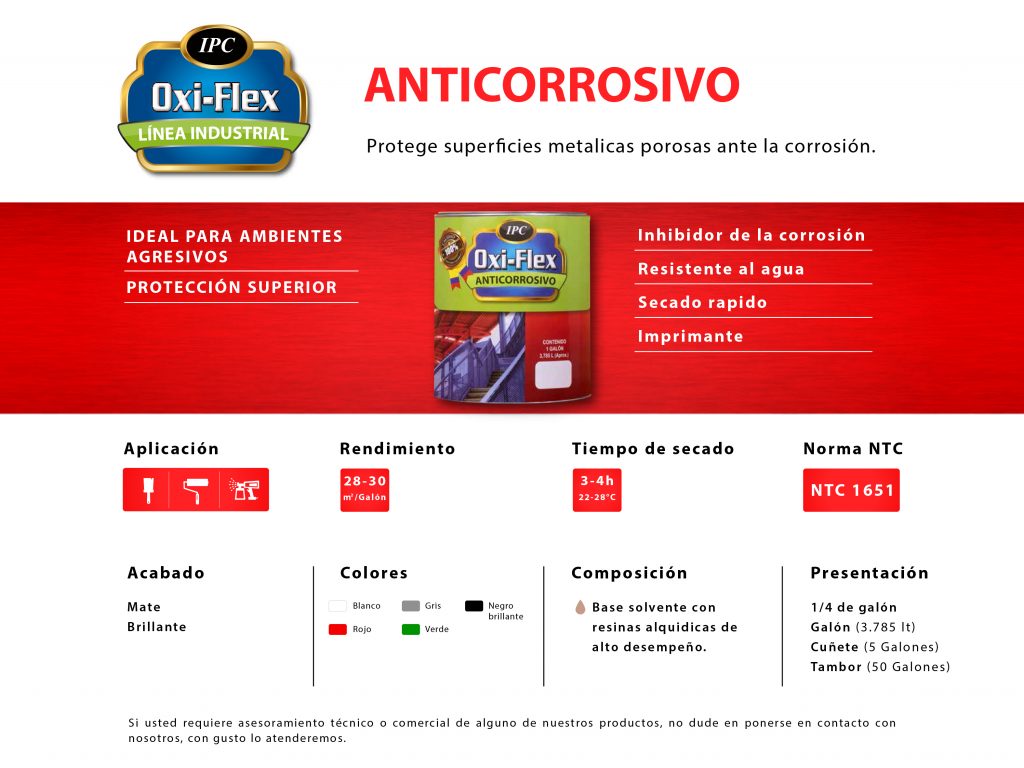 IPC
Oxi-Flex
LÍNEA INDUSTRIAL
ANTICORROSIVO
Protege superficies metalicas porosas ante la corrosión.
IDEAL PARA AMBIENTES
AGRESIVOS
PROTECCIÓN SUPERIOR
100%
IPC
Oxi-Flex
ANTICORROSIVO
CONTENIDO
1 GALÓN
3,785 L (Aprox.)
Inhibidor de la corrosión
Resistente al agua
Secado rapido
Imprimante
Aplicación
Rendimiento
28-30
m²/Galón
Tiempo de secado
3-4h
22-28°C
Norma NTC
NTC 1651
Acabado
Mate
Brillante
Colores
Blanco
Gris
Negro
brillante
Rojo
Verde
Composición
Base solvente con
resinas alquidicas de
alto desempeño.
Presentación
1/4 de galón
Galón (3.785 lt)
Cuñete (5 Galones)
Tambor (50 Galones)
Si usted requiere asesoramiento técnico o comercial de alguno de nuestros productos, no dude en ponerse en contacto con
nosotros, con gusto lo atenderemos.